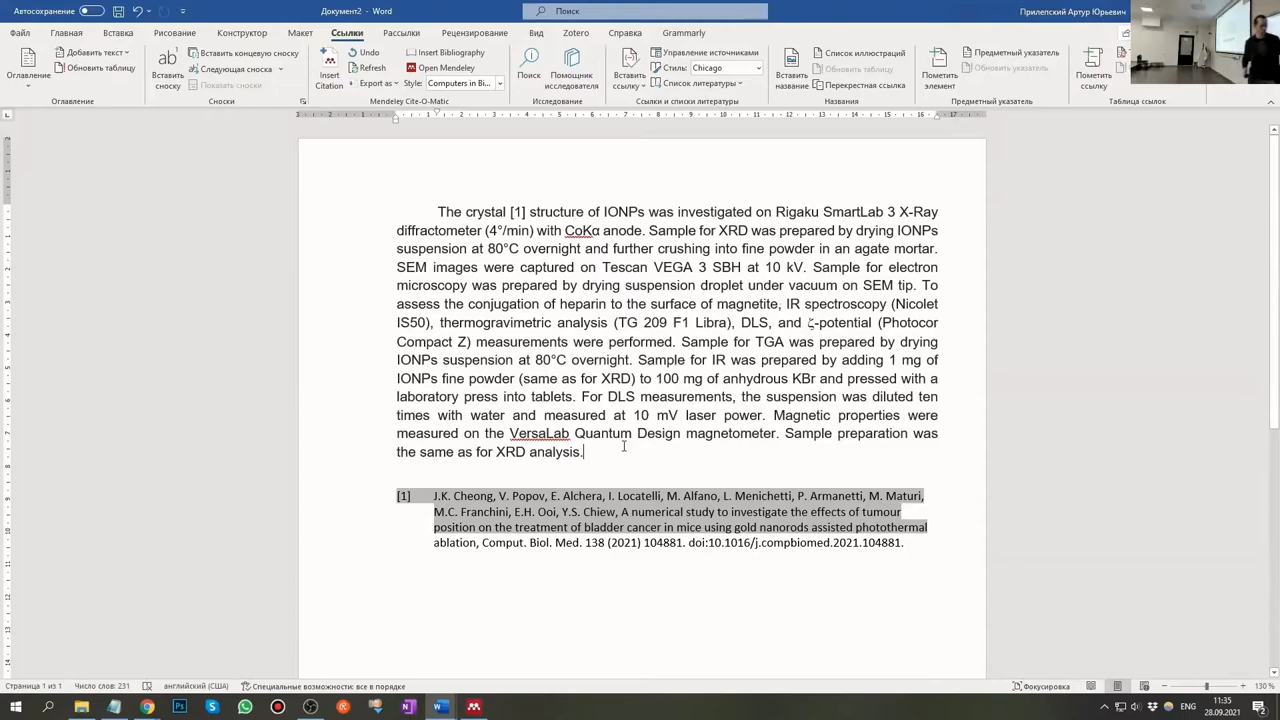 Автосохранение
Документ2 - Word
Поиск
Прилепский Артур Юрьевич
Файл Главная Вставка Рисование Конструктор Макет Ссылки Рассылки Рецензирование Вид Zotero Справка Grammarly
Оглавление
Добавить текст
Обновить таблицу
Оглавление
ab
Вставить сноску
Вставить концевую сноску
Следующая сноска
Показать сноски
Сноски
Insert Citation
Undo
Refresh
Export as
Insert Bibliography
Open Mendeley
Style: Computers in Bi...
Mendeley Cite-O-Matic
Поиск
Помощник исследователя
Исследование
Вставить ссылку
Управление источниками
Стиль: Chicago
Список литературы
Ссылки и списки литературы
Вставить название
Список иллюстраций
Обновить таблицу
Перекрестная ссылка
Названия
Пометить элемент
Предметный указатель
Обновить указатель
Предметный указатель
Пометить ссылку
Таблица ссылок
The crystal [1] structure of IONPs was investigated on Rigaku SmartLab 3 X-Ray
diffractometer (4°/min) with CoKα anode. Sample for XRD was prepared by drying IONPs
suspension at 80°C overnight and further crushing into fine powder in an agate mortar.
SEM images were captured on Tescan VEGA 3 SBH at 10 kV. Sample for electron
microscopy was prepared by drying suspension droplet under vacuum on SEM tip. To
assess the conjugation of heparin to the surface of magnetite, IR spectroscopy (Nicolet
IS50), thermogravimetric analysis (TG 209 F1 Libra), DLS, and ζ-potential (Photocor
Compact Z) measurements were performed. Sample for TGA was prepared by drying
IONPs suspension at 80°C overnight. Sample for IR was prepared by adding 1 mg of
IONPs fine powder (same as for XRD) to 100 mg of anhydrous KBr and pressed with a
laboratory press into tablets. For DLS measurements, the suspension was diluted ten
times with water and measured at 10 mV laser power. Magnetic properties were
measured on the VersaLab Quantum Design magnetometer. Sample preparation was
the same as for XRD analysis.
[1] J.K. Cheong, V. Popov, E. Alchera, I. Locatelli, M. Alfano, L. Menichetti, P. Armanetti, M. Maturi,
M.C. Franchini, E.H. Ooi, Y.S. Chiew, A numerical study to investigate the effects of tumour
position on the treatment of bladder cancer in mice using gold nanorods assisted photothermal
ablation, Comput. Biol. Med. 138 (2021) 104881. doi:10.1016/j.compbiomed.2021.104881.
Страница 1 из 1
Число слов: 231
английский (США)
Специальные возможности: все в порядке
Фокусировка
130 %
11:35
28.09.2021